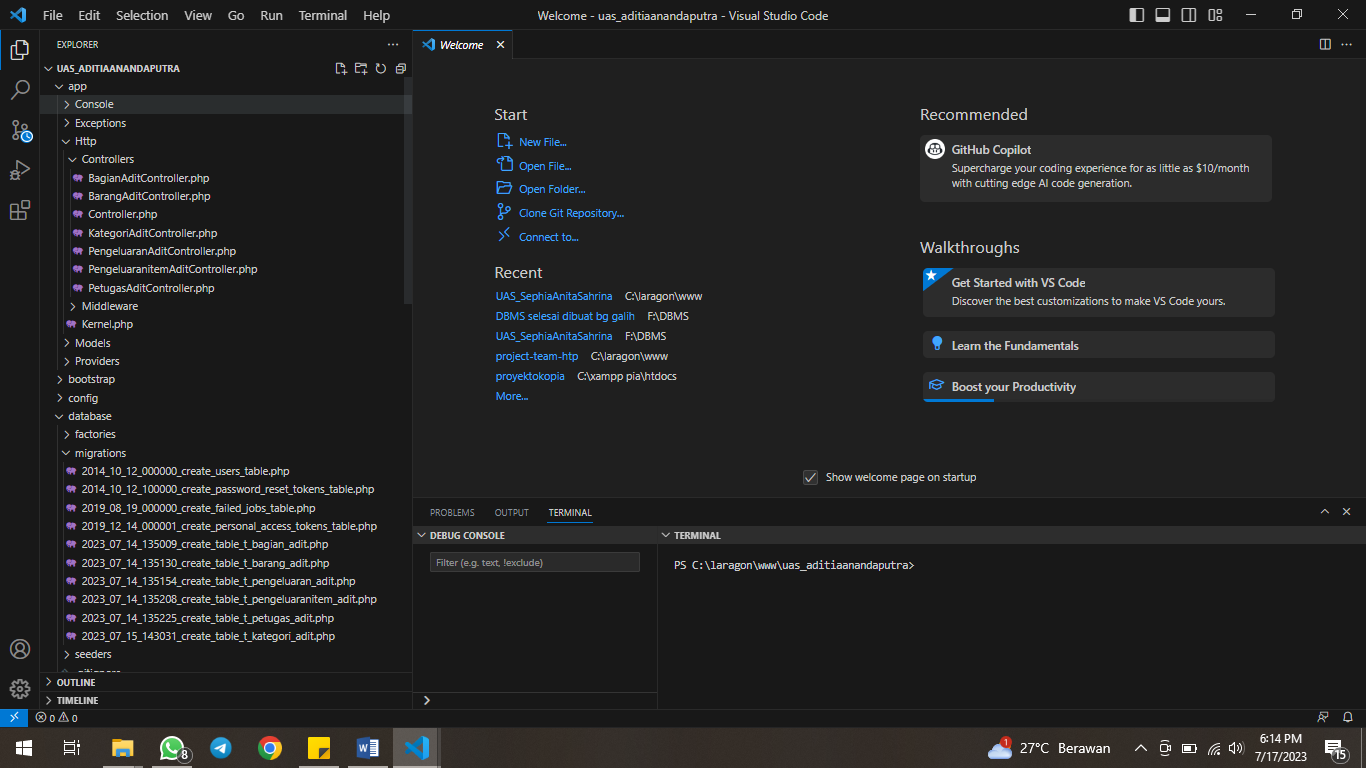 File Edit Selection View Go Run Terminal Help
Welcome - uas_aditiaanandaputra - Visual Studio Code
EXPLORER
UAS_ADITIAANANDAPUTRA
app
Console
Exceptions
Http
Controllers
BagianAditController.php
BarangAditController.php
Controller.php
KategoriAditController.php
PengeluaranAditController.php
PengeluaranitemAditController.php
PetugasAditController.php
Middleware
Kernel.php
Models
Providers
bootstrap
config
database
factories
migrations
2014_10_12_000000_create_users_table.php
2014_10_12_100000_create_password_reset_tokens_table.php
2019_08_19_000000_create_failed_jobs_table.php
2019_12_14_000001_create_personal_access_tokens_table.php
2023_07_14_135009_create_table_t_bagian_adit.php
2023_07_14_135130_create_table_t_barang_adit.php
2023_07_14_135154_create_table_t_pengeluaran_adit.php
2023_07_14_135208_create_table_t_pengeluaranitem_adit.php
2023_07_14_135225_create_table_t_petugas_adit.php
2023_07_15_143031_create_table_t_kategori_adit.php
seeders
OUTLINE
TIMELINE
Welcome
Start
New File...
Open File...
Open Folder...
Clone Git Repository...
Connect to...
Recent
UAS_SephiaAnitaSahrina C:\laragon\www
DBMS selesai dibuat bg galih F:\DBMS
UAS_SephiaAnitaSahrina F:\DBMS
project-team-htp C:\laragon\www
proyektokopia C:\xampp pia\htdocs
More...
Recommended
GitHub Copilot
Supercharge your coding experience for as little as $10/month
with cutting edge AI code generation.
Walkthroughs
Get Started with VS Code
Discover the best customizations to make VS Code yours.
Learn the Fundamentals
Boost your Productivity
Show welcome page on startup
PROBLEMS OUTPUT TERMINAL
DEBUG CONSOLE
Filter (e.g. text, !exclude)
TERMINAL
PS C:\laragon\www\uas_aditiaanandaputra>
0 0
8
1
27°C Berawan
6:14 PM
7/17/2023
15